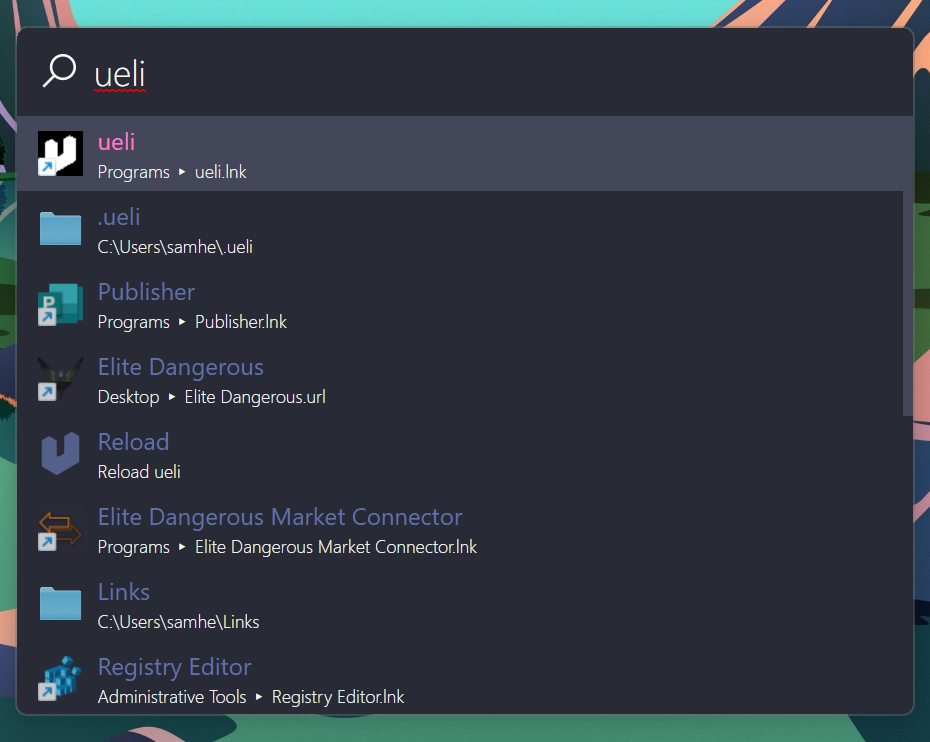 ueli
ueli
Programs ▸ ueli.lnk
.ueli
C:\Users\samhe\.ueli
Publisher
Programs ▸ Publisher.lnk
Elite Dangerous
Desktop ▸ Elite Dangerous.url
Reload
Reload ueli
Elite Dangerous Market Connector
Programs ▸ Elite Dangerous Market Connector.lnk
Links
C:\Users\samhe\Links
Registry Editor
Administrative Tools ▸ Registry Editor.lnk